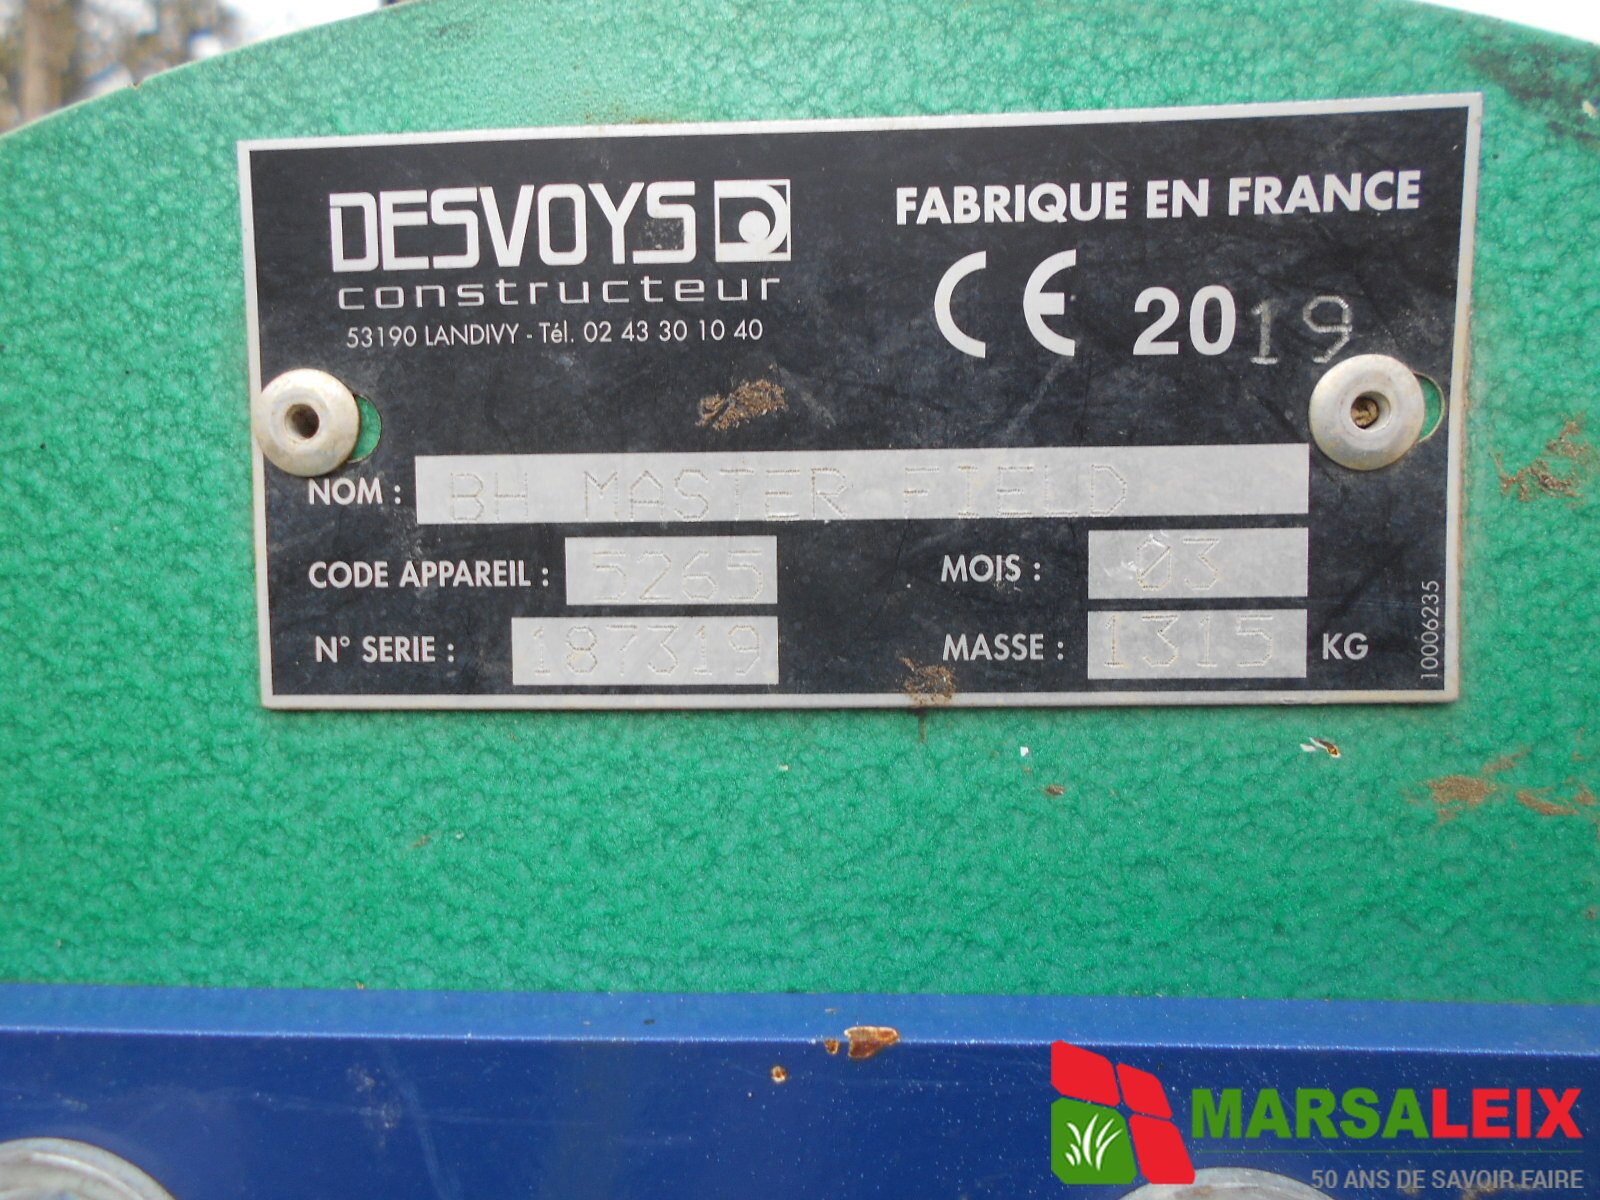 DESVOYS
constructeur
53190 LANDIVY - Tél. 02 43 30 10 40
FABRIQUE EN FRANCE
CE 2019
NOM : BH MASTER FIELD
CODE APPAREIL : 5265
MOIS : 03
N° SERIE : 187319
MASSE : 1315 KG
10006235
MARSALEIX
50 ANS DE SAVOIR FAIRE